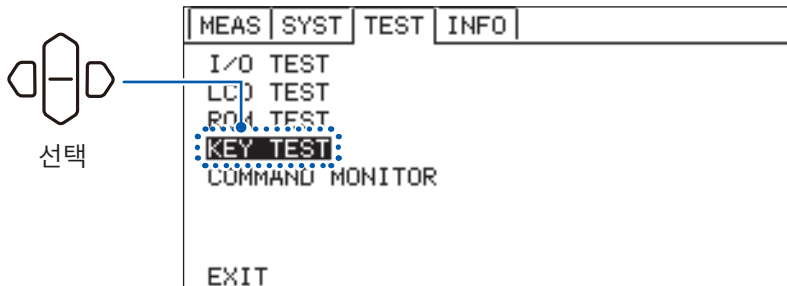 MEAS SYST TEST INFO
I/O TEST
LCD TEST
ROM TEST
KEY TEST
COMMAND MONITOR
EXIT
선택